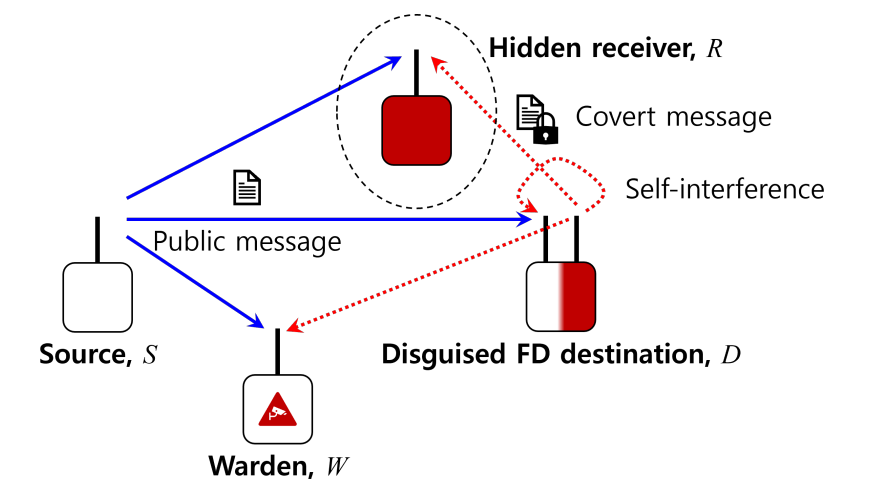 Hidden receiver, R
Covert message
Self-interference
Public message
Source, S
Disguised FD destination, D
Warden, W